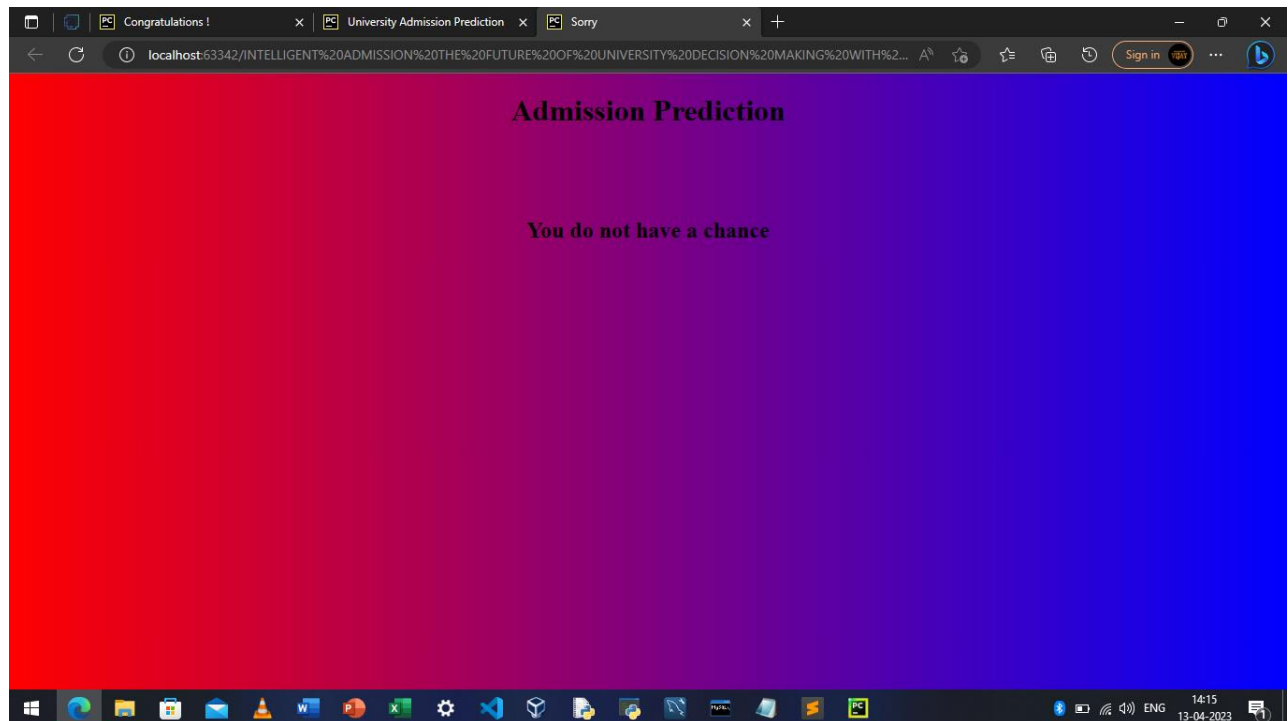 Congratulations !
University Admission Prediction
Sorry
localhost:63342/INTELLIGENT%20ADMISSION%20THE%20FUTURE%20OF%20UNIVERSITY%20DECISION%20MAKING%20WITH%2...
Sign in
Admission Prediction
You do not have a chance
ENG
14:15
13-04-2023